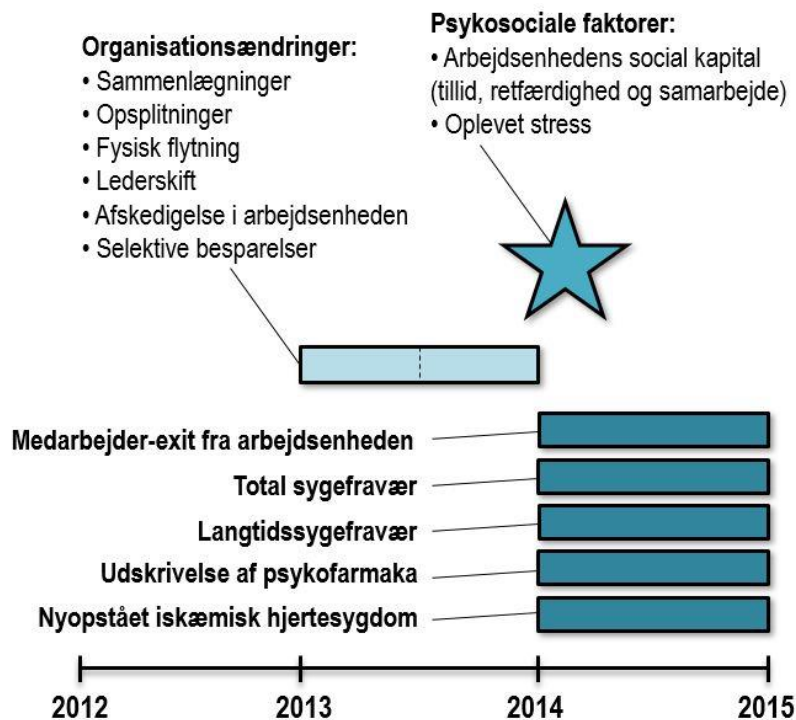 Organisationsændringer:
• Sammenlægninger
• Opsplitninger
• Fysisk flytning
• Lederskift
• Afskedigelse i arbejdsenheden
• Selektive besparelser
Psykosociale faktorer:
• Arbejdsenhedens social kapital
(tillid, retfærdighed og samarbejde)
• Oplevet stress
Medarbejder-exit fra arbejdsenheden
Total sygefravær
Langtidssygefravær
Udskrivelse af psykofarmaka
Nyopstået iskæmisk hjertesygdom
2012 2013 2014 2015